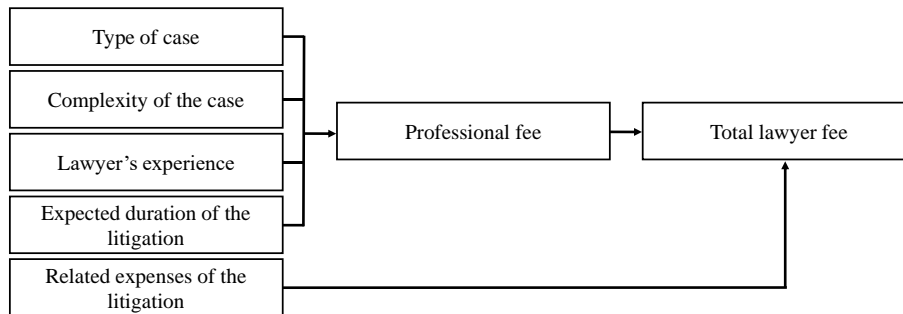 Type of case
Complexity of the case
Professional fee
Total lawyer fee
Lawyer’s experience
Expected duration of the
litigation
Related expenses of the
litigation